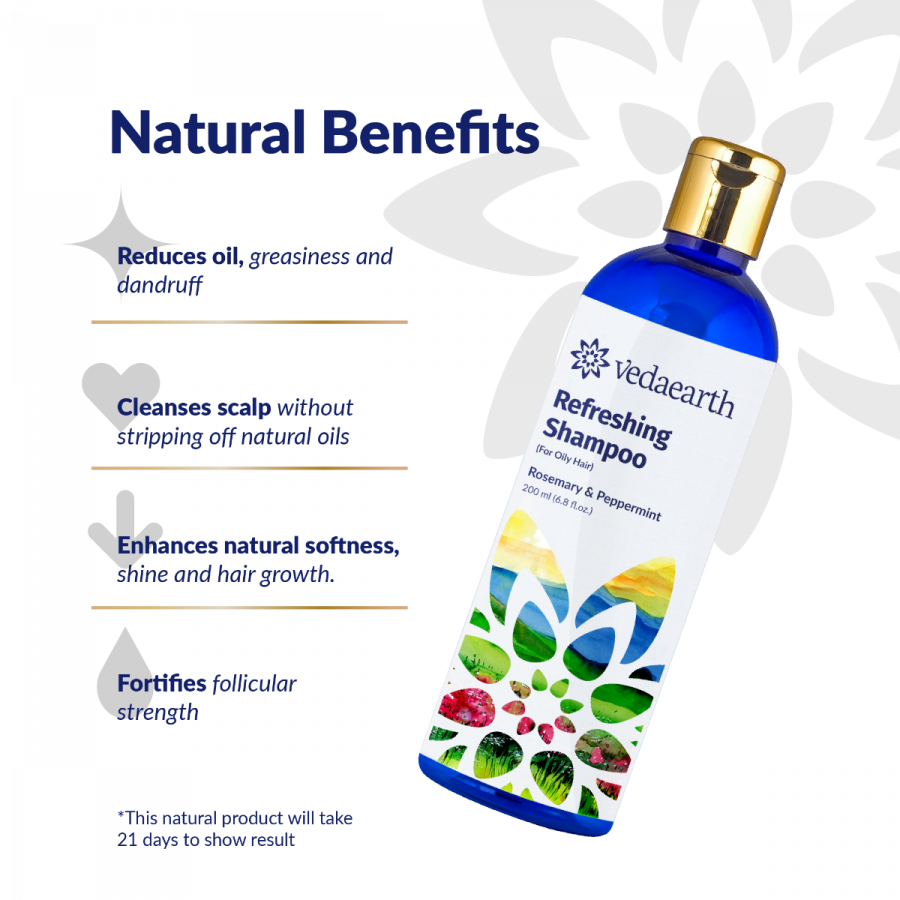 Natural Benefits
Reduces oil, greasiness and
dandruff
Cleanses scalp without
stripping off natural oils
Enhances natural softness,
shine and hair growth.
Fortifies follicular
strength
*This natural product will take
21 days to show result
vedaearth
Refreshing
Shampoo
(For Oily Hair)
Rosemary & Peppermint
200 ml (6.8 fl.oz.)